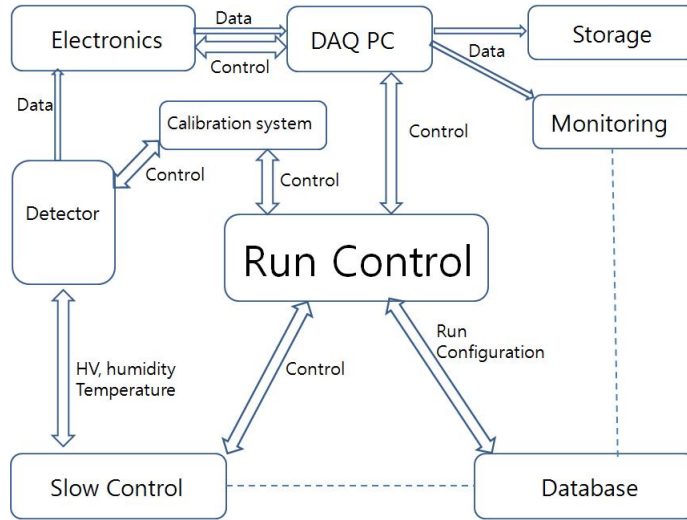 Electronics
Data
Control
DAQ PC
Data
Storage
Monitoring
Data
Calibration system
Control
Control
Control
Detector
Run Control
HV, humidity
Temperature
Control
Run
Configuration
Slow Control
Database